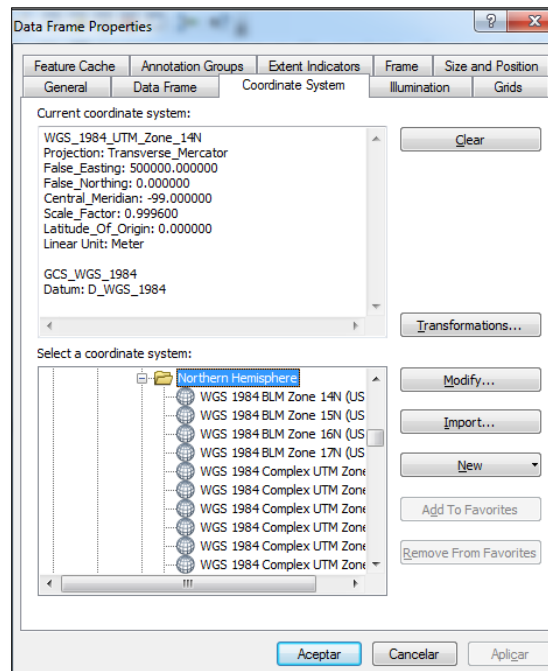 Data Frame Properties
Feature Cache Annotation Groups Extent Indicators Frame Size and Position
General Data Frame Coordinate System Illumination Grids
Current coordinate system:
WGS_1984_UTM_Zone_14N
Projection: Transverse_Mercator
False_Easting: 500000.000000
False_Northing: 0.000000
Central_Meridian: -99.000000
Scale_Factor: 0.999600
Latitude_Of_Origin: 0.000000
Linear Unit: Meter
GCS_WGS_1984
Datum: D_WGS_1984
Clear
Transformations...
Select a coordinate system:
Northern Hemisphere
WGS 1984 BLM Zone 14N (US
WGS 1984 BLM Zone 15N (US
WGS 1984 BLM Zone 16N (US
WGS 1984 BLM Zone 17N (US
WGS 1984 Complex UTM Zone
WGS 1984 Complex UTM Zone
WGS 1984 Complex UTM Zone
WGS 1984 Complex UTM Zone
WGS 1984 Complex UTM Zone
WGS 1984 Complex UTM Zone
Modify...
Import...
New
Add To Favorites
Remove From Favorites
Aceptar Cancelar Aplicar